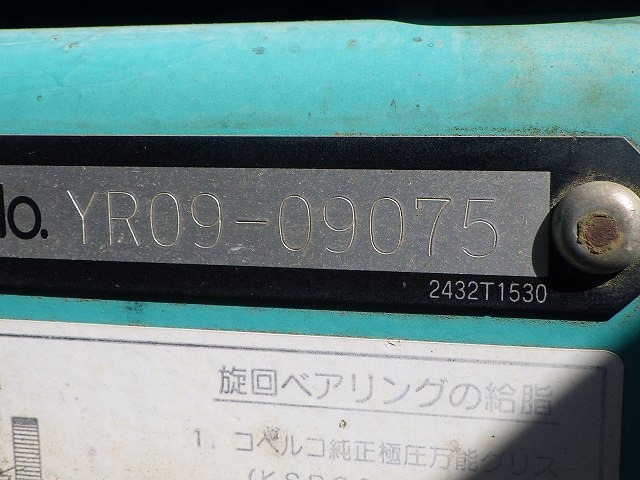 No. YR09-09075
2432T1530
旋回ベアリングの給脂
1. コベルコ純正極圧万能グリス